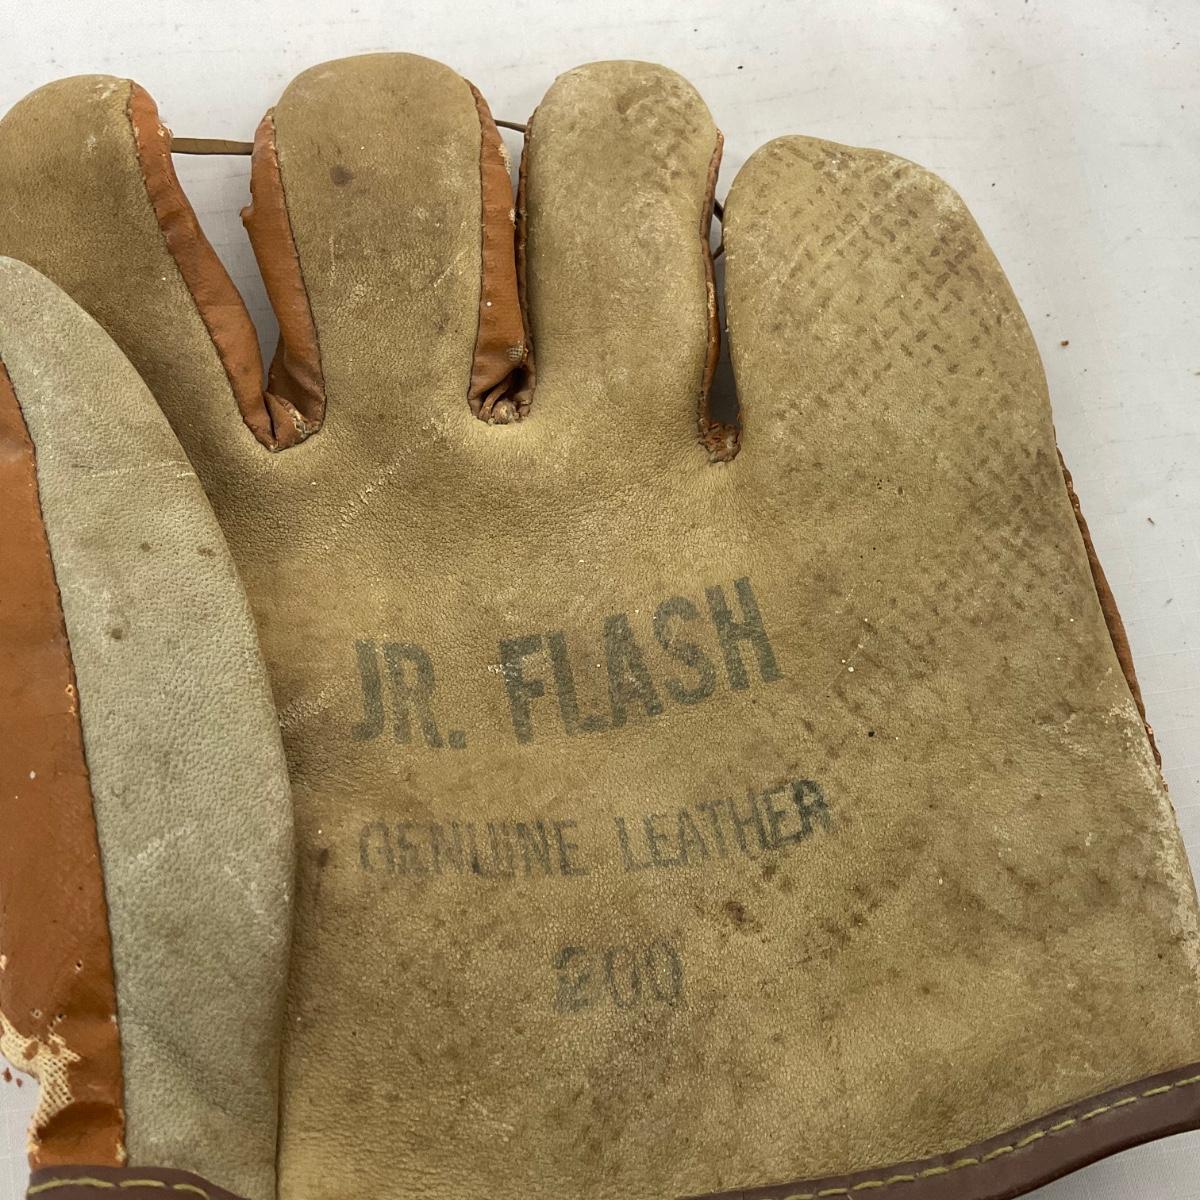 JR. FLASH
GENUINE LEATHER
200